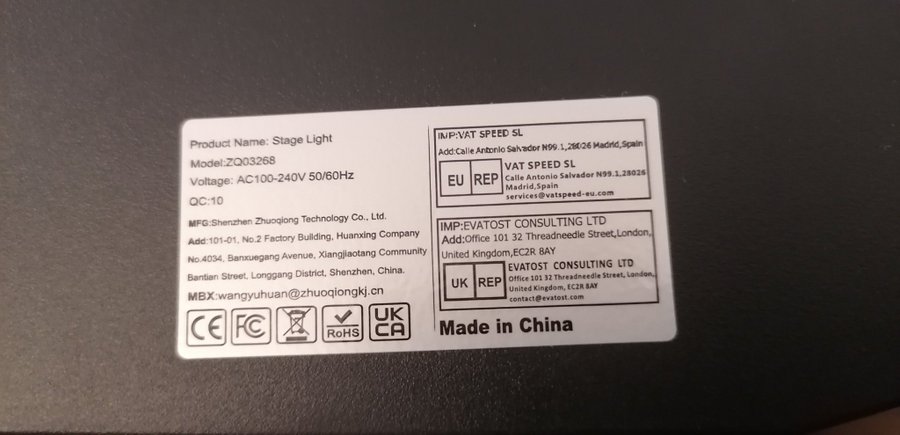 Product Name: Stage Light
Model:ZQ03268
Voltage: AC100-240V 50/60Hz
QC:10
MFG:Shenzhen Zhuoqiong Technology Co., Ltd.
Add:101-01, No.2 Factory Building, Huanxing Company
No.4034, Banxuegang Avenue, Xiangjiaotang Community
Bantian Street, Longgang District, Shenzhen, China.
MBX:wangyuhuan@zhuoqiongkj.cn
CE FC RoHS UK CA
IMP:VAT SPEED SL
Add:Calle Antonio Salvador N99.1,28026 Madrid,Spain
EU REP
VAT SPEED SL
Calle Antonio Salvador N99.1,28026
Madrid,Spain
services@vatspeed-eu.com
IMP:EVATOST CONSULTING LTD
Add:Office 101 32 Threadneedle Street,London,
United Kingdom,EC2R 8AY
UK REP
EVATOST CONSULTING LTD
Office 101 32 Threadneedle Street, London,
United Kingdom, EC2R 8AY
contact@evatost.com
Made in China